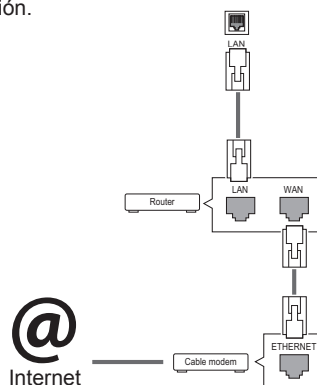 ión.
LAN
LAN WAN
Router
ETHERNET
Cable modem
@
Internet